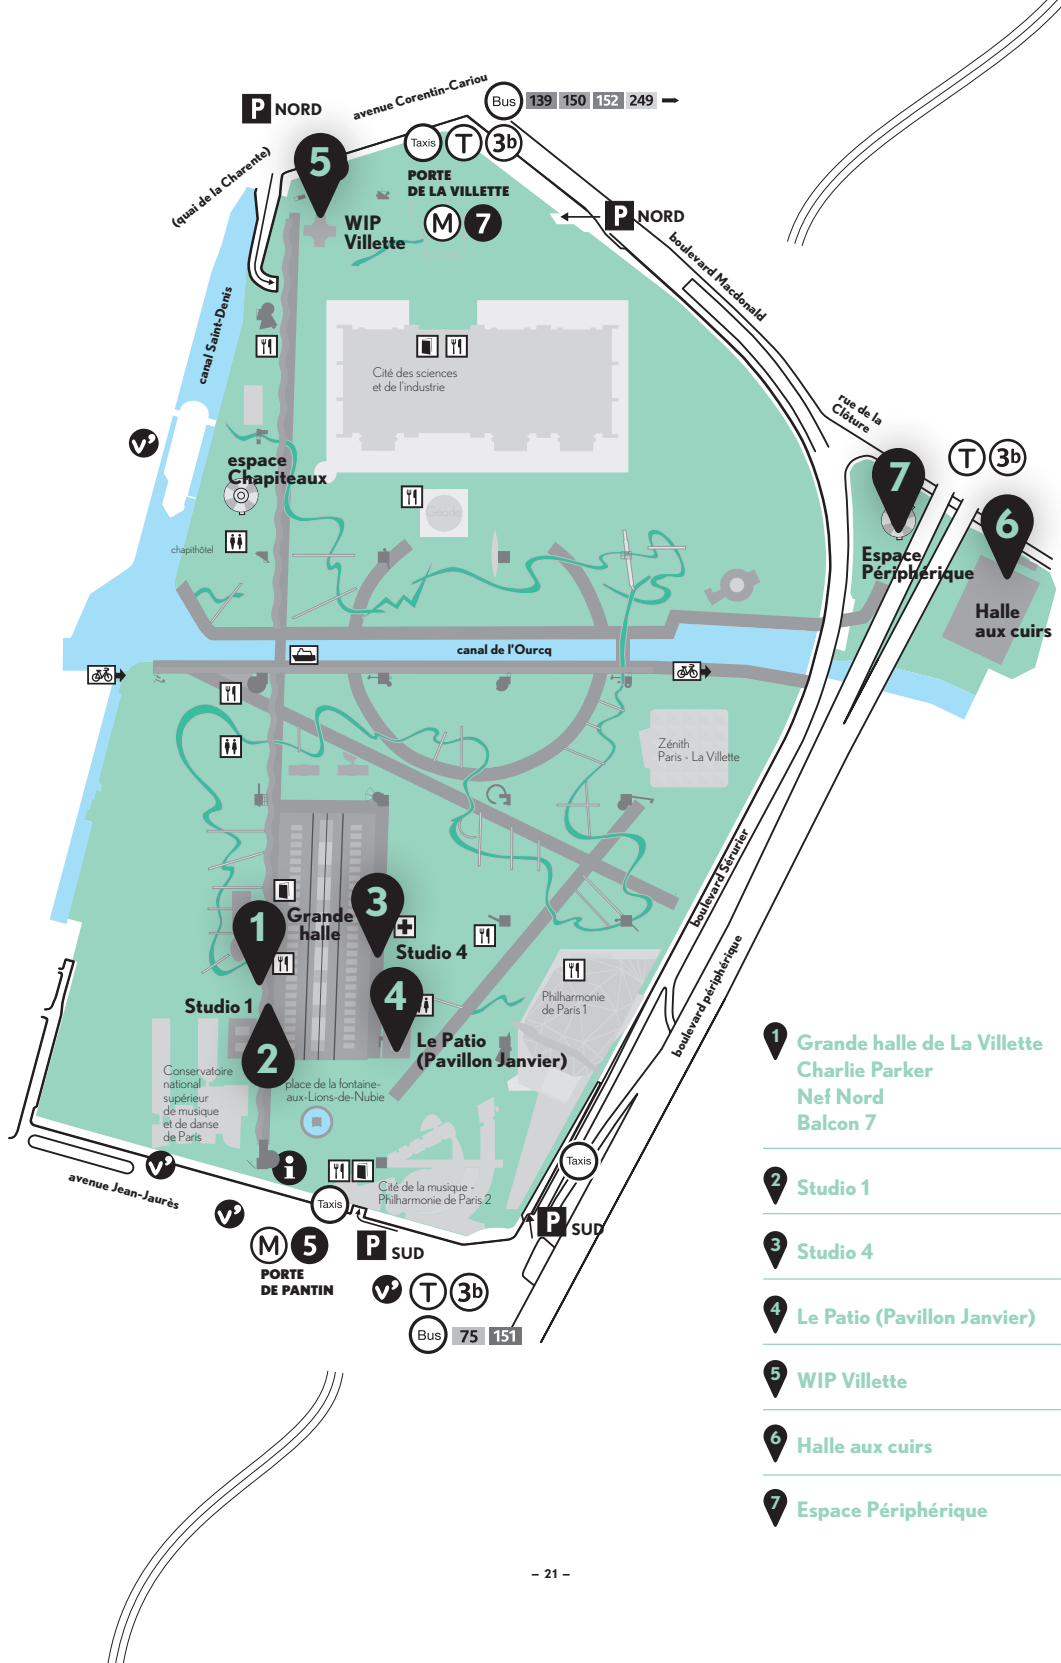 P NORD
avenue Corentin-Cariou
Bus 139 150 152 249
(quai de la Charente)
5
Taxis T 3b
PORTE
DE LA VILLETTE
M 7
WIP
Villette
P NORD
boulevard Macdonald
canal Saint-Denis
Cité des sciences
et de l'industrie
rue de la
Clôture
v'
espace
Chapiteaux
7
T 3b
6
Géode
chapithôtel
Espace
Périphérique
Halle
aux cuirs
canal de l'Ourcq
Zénith
Paris - La Villette
boulevard Sérurier
boulevard périphérique
3
1
Grande
halle
Studio 4
4
Studio 1
Philharmonie
de Paris 1
2
Le Patio
(Pavillon Janvier)
Conservatoire
national
supérieur
de musique
et de danse
de Paris
place de la fontaine-
aux-Lions-de-Nubie
avenue Jean-Jaurès
v'
i
Cité de la musique -
Philharmonie de Paris 2
Taxis
Taxis
v'
M 5
PORTE
DE PANTIN
P SUD
P SUD
v' T 3b
Bus 75 151
1 Grande halle de La Villette
Charlie Parker
Nef Nord
Balcon 7
2 Studio 1
3 Studio 4
4 Le Patio (Pavillon Janvier)
5 WIP Villette
6 Halle aux cuirs
7 Espace Périphérique
– 21 –